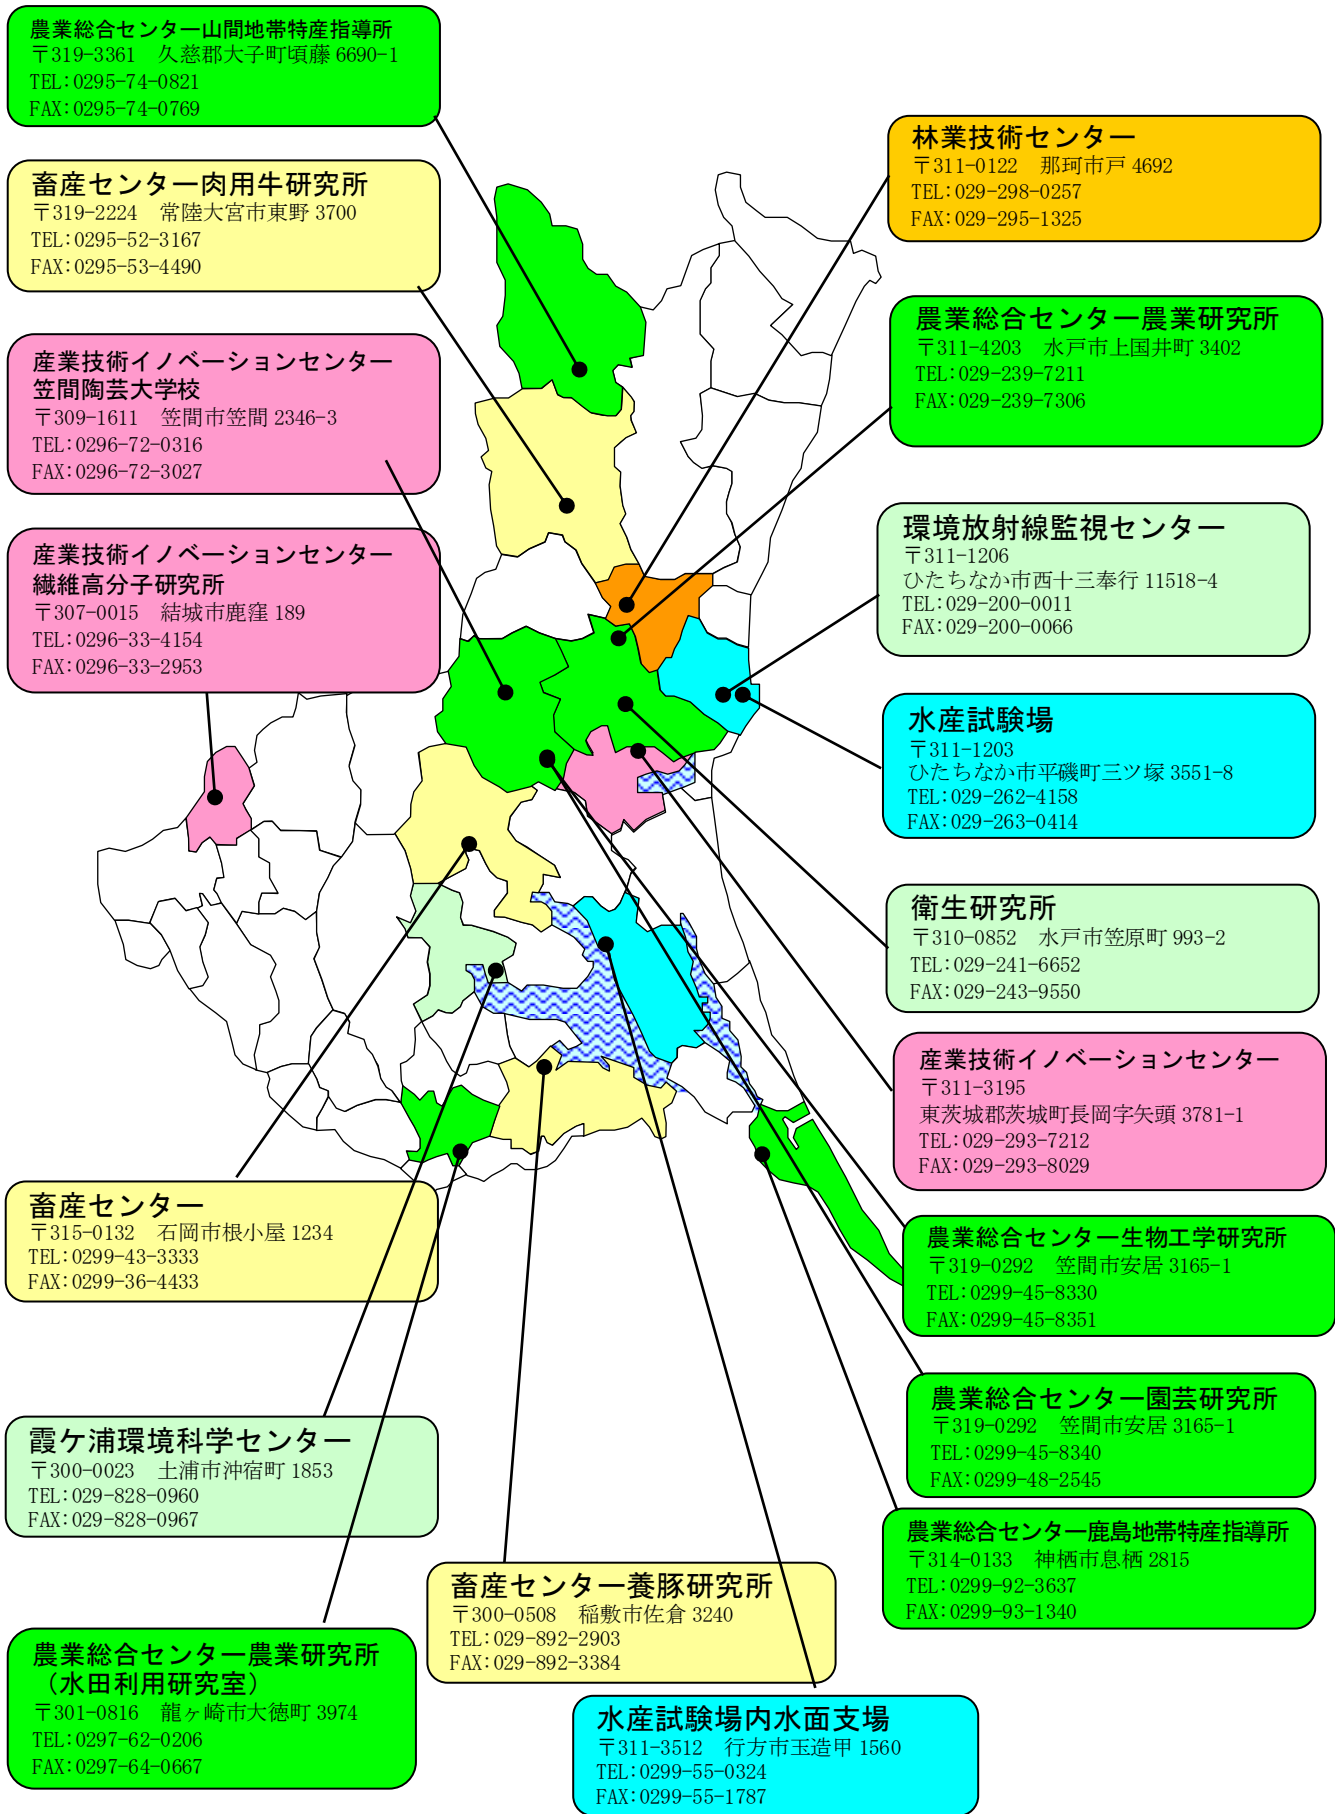 農業総合センター山間地帯特産指導所
〒319-3361　久慈郡大子町頃藤 6690-1
TEL:0295-74-0821
FAX:0295-74-0769
畜産センター肉用牛研究所
〒319-2224　常陸大宮市東野 3700
TEL:0295-52-3167
FAX:0295-53-4490
産業技術イノベーションセンター
笠間陶芸大学校
〒309-1611　笠間市笠間 2346-3
TEL:0296-72-0316
FAX:0296-72-3027
産業技術イノベーションセンター
繊維高分子研究所
〒307-0015　結城市鹿窪 189
TEL:0296-33-4154
FAX:0296-33-2953
林業技術センター
〒311-0122　那珂市戸 4692
TEL:029-298-0257
FAX:029-295-1325
農業総合センター農業研究所
〒311-4203　水戸市上国井町 3402
TEL:029-239-7211
FAX:029-239-7306
環境放射線監視センター
〒311-1206
ひたちなか市西十三奉行 11518-4
TEL:029-200-0011
FAX:029-200-0066
水産試験場
〒311-1203
ひたちなか市平磯町三ツ塚 3551-8
TEL:029-262-4158
FAX:029-263-0414
衛生研究所
〒310-0852　水戸市笠原町 993-2
TEL:029-241-6652
FAX:029-243-9550
産業技術イノベーションセンター
〒311-3195
東茨城郡茨城町長岡字矢頭 3781-1
TEL:029-293-7212
FAX:029-293-8029
農業総合センター生物工学研究所
〒319-0292　笠間市安居 3165-1
TEL:0299-45-8330
FAX:0299-45-8351
農業総合センター園芸研究所
〒319-0292　笠間市安居 3165-1
TEL:0299-45-8340
FAX:0299-48-2545
農業総合センター鹿島地帯特産指導所
〒314-0133　神栖市息栖 2815
TEL:0299-92-3637
FAX:0299-93-1340
畜産センター
〒315-0132　石岡市根小屋 1234
TEL:0299-43-3333
FAX:0299-36-4433
霞ケ浦環境科学センター
〒300-0023　土浦市沖宿町 1853
TEL:029-828-0960
FAX:029-828-0967
農業総合センター農業研究所
（水田利用研究室）
〒301-0816　龍ヶ崎市大徳町 3974
TEL:0297-62-0206
FAX:0297-64-0667
畜産センター養豚研究所
〒300-0508　稲敷市佐倉 3240
TEL:029-892-2903
FAX:029-892-3384
水産試験場内水面支場
〒311-3512　行方市玉造甲 1560
TEL:0299-55-0324
FAX:0299-55-1787